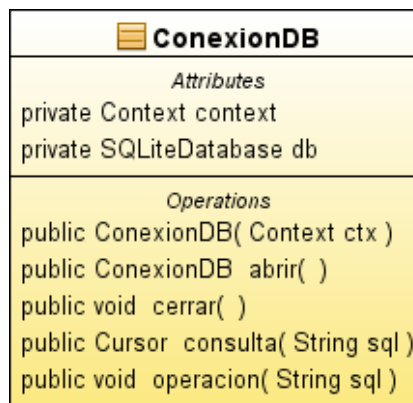 ConexionDB
Attributes
private Context context
private SQLiteDatabase db
Operations
public ConexionDB( Context ctx )
public ConexionDB  abrir( )
public void  cerrar( )
public Cursor  consulta( String sql )
public void  operacion( String sql )